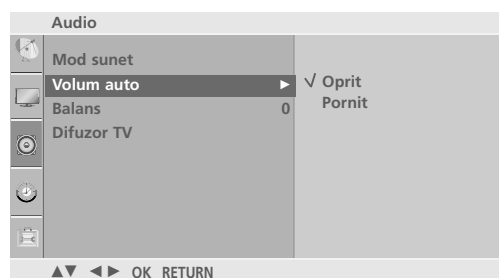 Audio
Mod sunet
Volum auto ► √ Oprit
Balans 0 Pornit
Difuzor TV
▲▼ ◄► OK RETURN